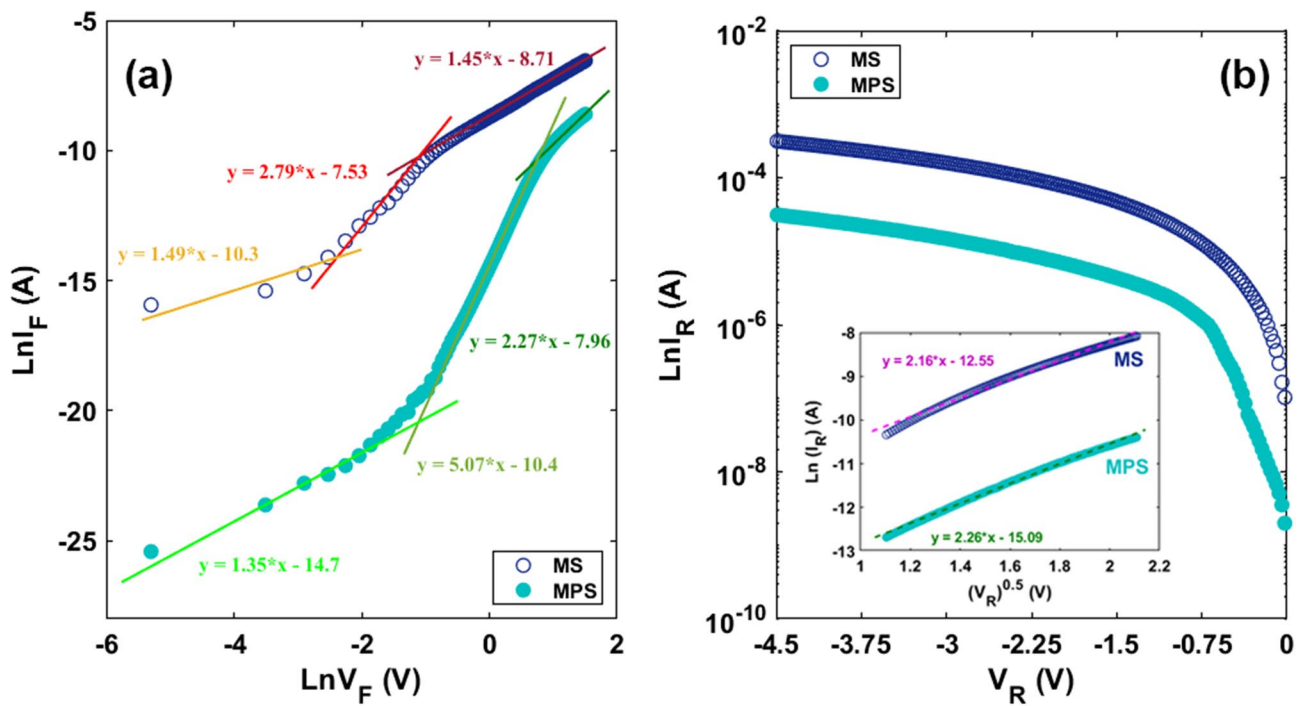 (a)
y = 1.45*x - 8.71
y = 2.79*x - 7.53
y = 1.49*x - 10.3
y = 2.27*x - 7.96
y = 5.07*x - 10.4
y = 1.35*x - 14.7
MS
MPS
-5
-10
-15
-20
-25
LnI_F (A)
-6 -4 -2 0 2
LnV_F (V)
(b)
MS
MPS
10^-2
10^-4
10^-6
10^-8
10^-10
LnI_R (A)
-4.5 -3.75 -3 -2.25 -1.5 -0.75 0
V_R (V)
y = 2.16*x - 12.55
MS
MPS
y = 2.26*x - 15.09
-8
-9
-10
-11
-12
-13
Ln (I_R) (A)
1 1.2 1.4 1.6 1.8 2 2.2
(V_R)^0.5 (V)